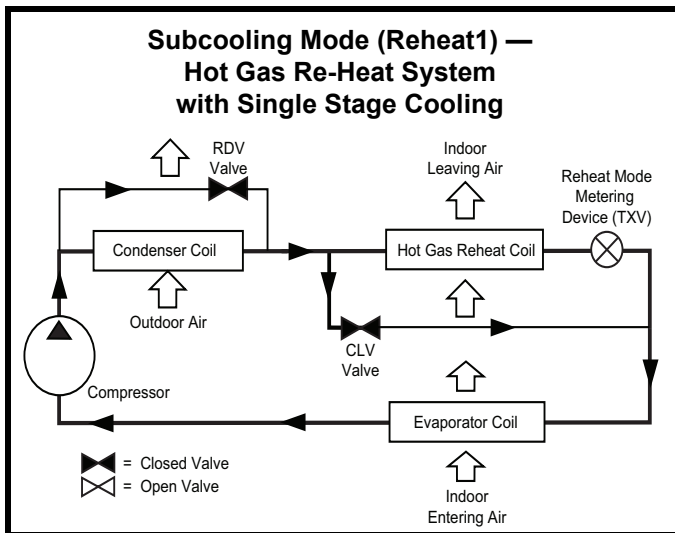 Subcooling Mode (Reheat1) —
Hot Gas Re-Heat System
with Single Stage Cooling
RDV
Valve
Indoor
Leaving Air
Reheat Mode
Metering
Device (TXV)
Condenser Coil
Hot Gas Reheat Coil
Outdoor Air
CLV
Valve
Compressor
Evaporator Coil
= Closed Valve
= Open Valve
Indoor
Entering Air